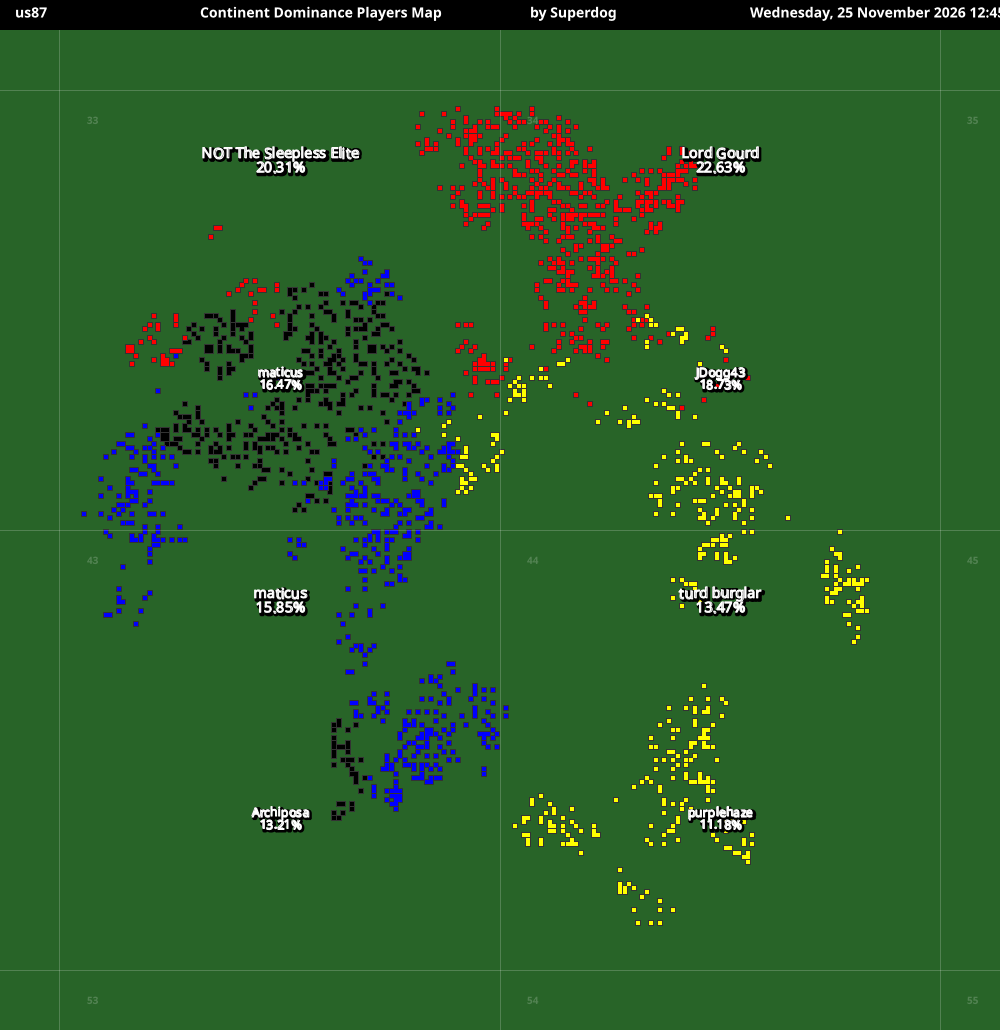 us87 Continent Dominance Players Map by Superdog Wednesday, 25 November 2026 12:45
33 34 35
NOT The Sleepless Elite
20.31%
Lord Gourd
22.63%
maticus
16.47%
JDogg43
18.73%
43 44 45
maticus
15.85%
turd burglar
13.47%
Archiposa
13.21%
purplehaze
11.18%
53 54 55